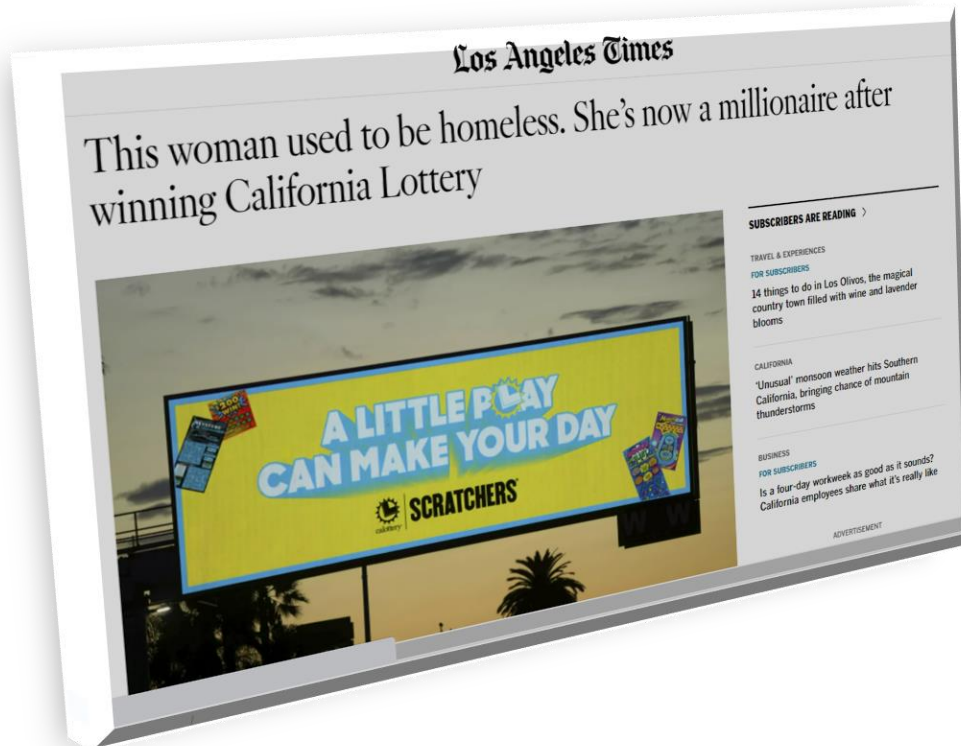 Los Angeles Times
This woman used to be homeless. She's now a millionaire after
winning California Lottery
A LITTLE PLAY
CAN MAKE YOUR DAY
calottery
SCRATCHERS
SUBSCRIBERS ARE READING >
TRAVEL & EXPERIENCES
FOR SUBSCRIBERS
14 things to do in Los Olivos, the magical
country town filled with wine and lavender
blooms
CALIFORNIA
‘Unusual’ monsoon weather hits Southern
California, bringing chance of mountain
thunderstorms
BUSINESS
FOR SUBSCRIBERS
Is a four-day workweek as good as it sounds?
California employees share what it's really like
ADVERTISEMENT